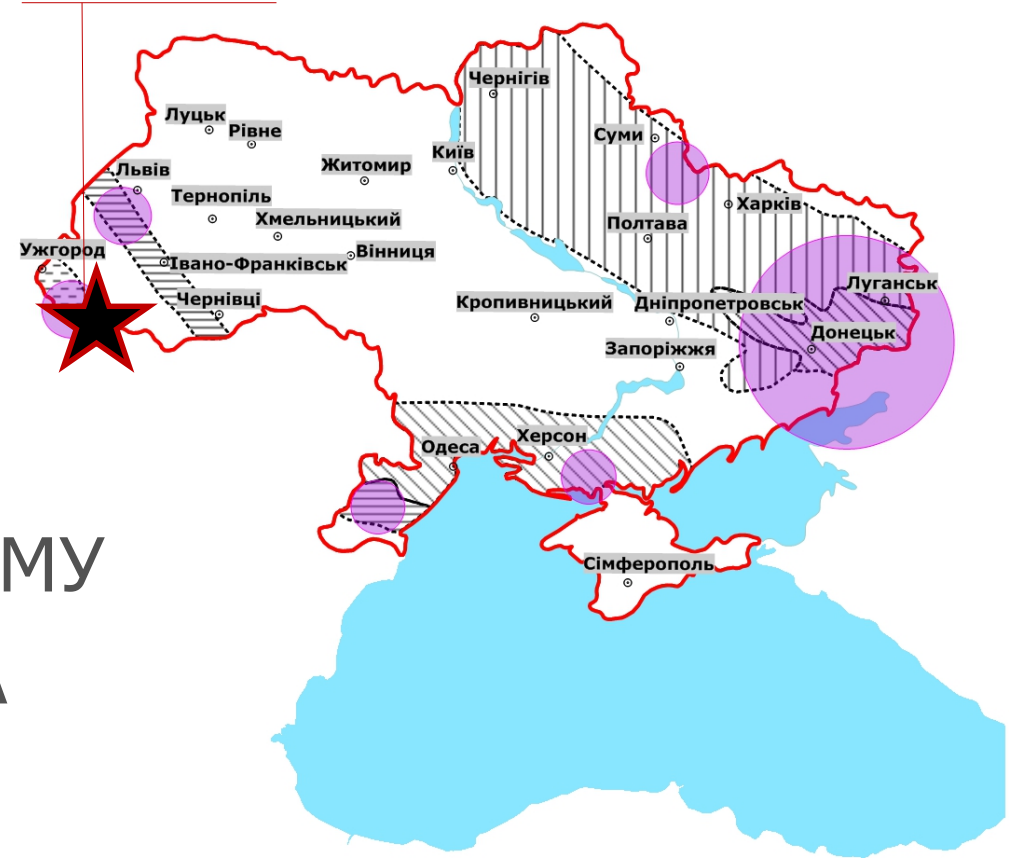 Чернігів
Луцьк
Рівне
Суми
Житомир
Київ
Львів
Тернопіль
Харків
Хмельницький
Полтава
Ужгород
Вінниця
Івано-Франківськ
Луганськ
Чернівці
Кропивницький
Дніпропетровськ
Донецьк
Запоріжжя
Херсон
Одеса
МУ
Сімферополь